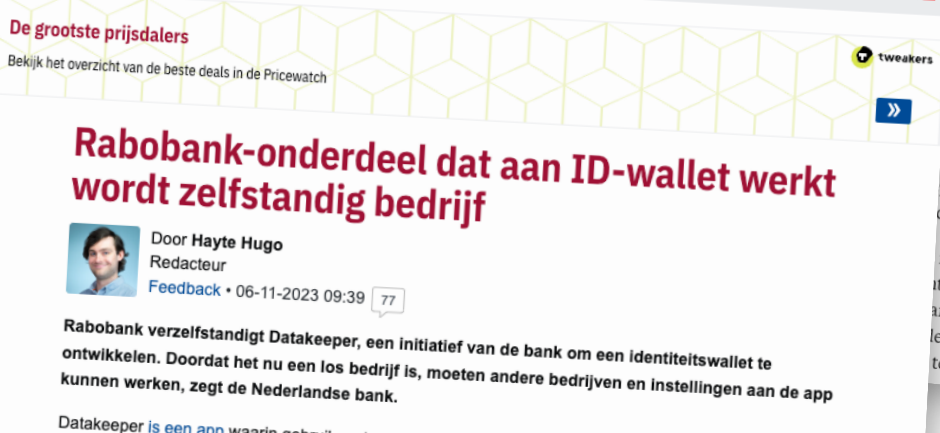 De grootste prijsdalers
Bekijk het overzicht van de beste deals in de Pricewatch
tweakers
Rabobank-onderdeel dat aan ID-wallet werkt
wordt zelfstandig bedrijf
Door Hayte Hugo
Redacteur
Feedback • 06-11-2023 09:39 77
Rabobank verzelfstandigt Datakeeper, een initiatief van de bank om een identiteitswallet te
ontwikkelen. Doordat het nu een los bedrijf is, moeten andere bedrijven en instellingen aan de app
kunnen werken, zegt de Nederlandse bank.
Datakeeper is een app waarin